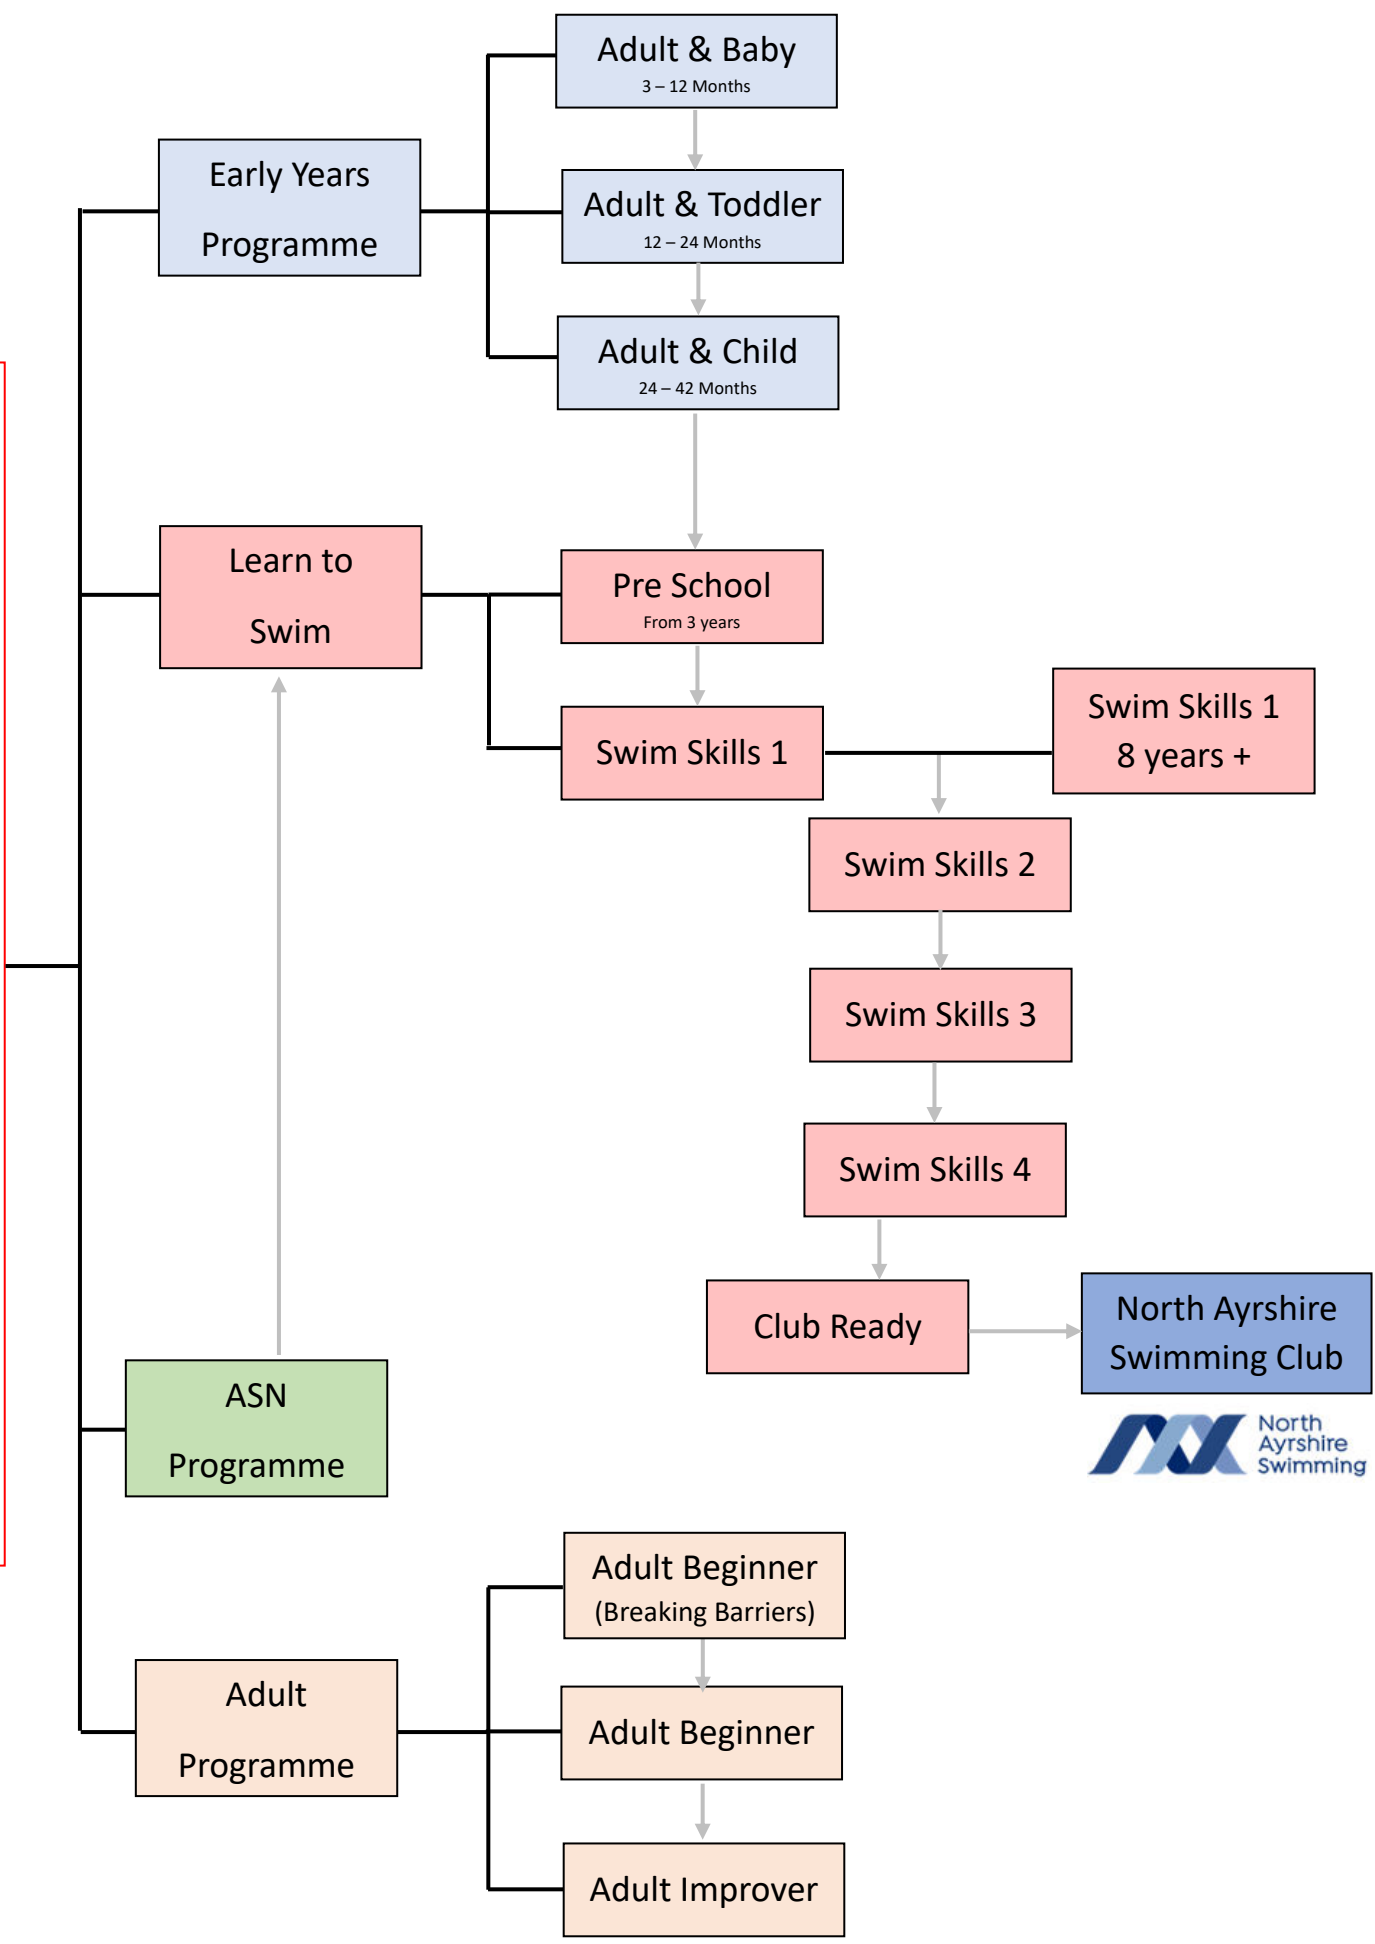 Adult & Baby
3 – 12 Months
Early Years
Programme
Adult & Toddler
12 – 24 Months
Adult & Child
24 – 42 Months
Learn to
Swim
Pre School
From 3 years
Swim Skills 1
Swim Skills 1
8 years +
Swim Skills 2
Swim Skills 3
Swim Skills 4
Club Ready
North Ayrshire
Swimming Club
North
Ayrshire
Swimming
ASN
Programme
Adult Beginner
(Breaking Barriers)
Adult
Programme
Adult Beginner
Adult Improver